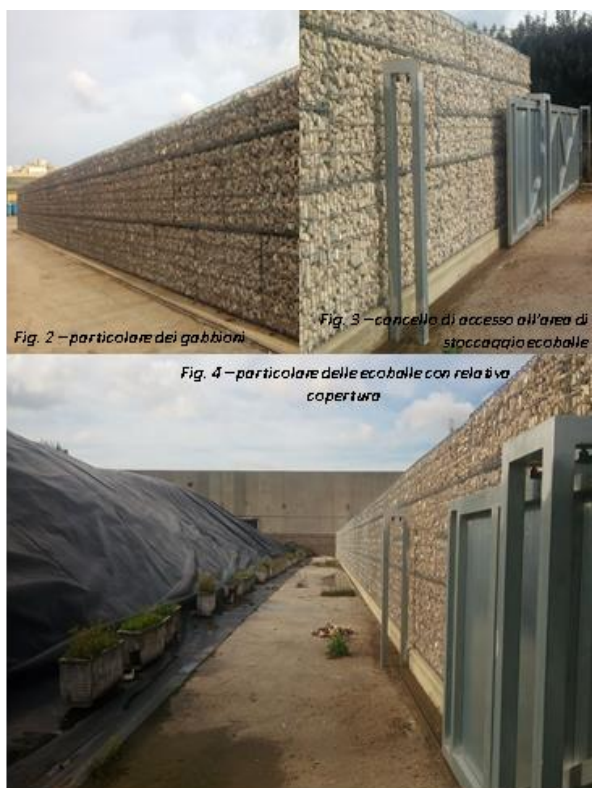 Fig. 2 – particolare dei gabbioni
Fig. 3 – cancello di accesso all'area di
stoccaggio ecoballe
Fig. 4 – particolare delle ecoballe con relativa
copertura